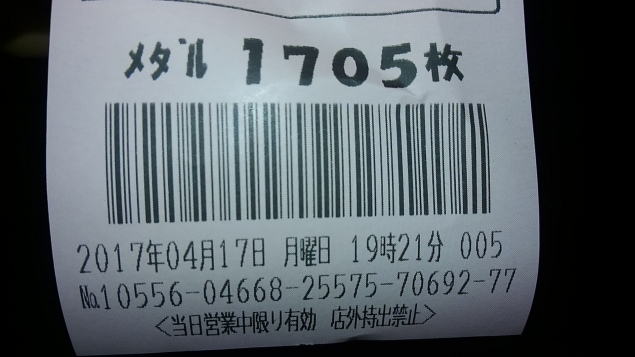 ﾒﾀﾞﾙ 1705枚
2017年04月17日 月曜日 19時21分 005
№10556-04668-25575-70692-77
＜当日営業中限り有効 店外持出禁止＞